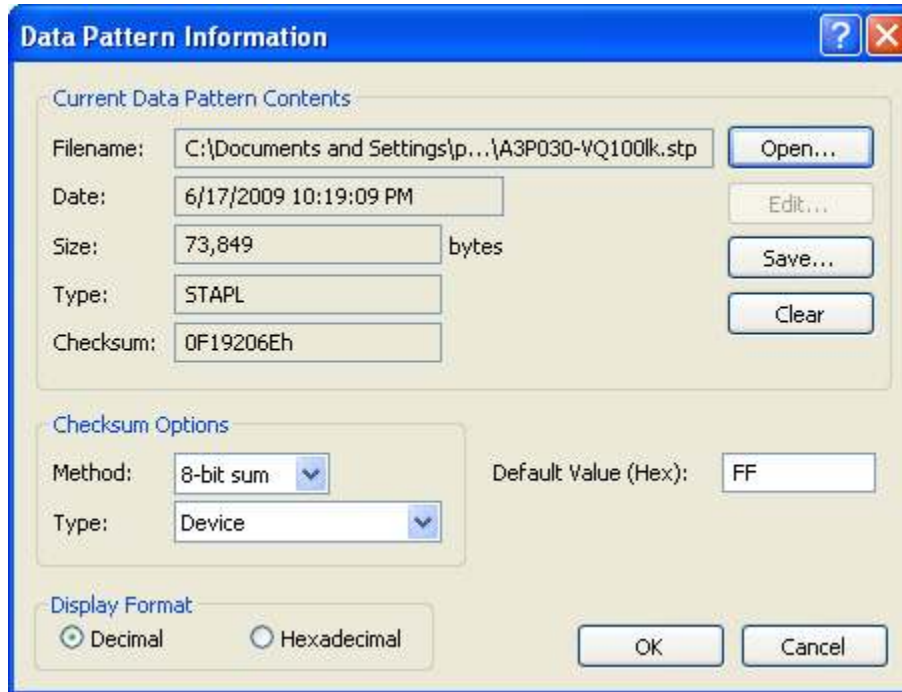 Data Pattern Information
Current Data Pattern Contents
Filename: C:\Documents and Settings\p...\A3P030-VQ100lk.stp Open...
Date: 6/17/2009 10:19:09 PM Edit...
Size: 73,849 bytes Save...
Type: STAPL Clear
Checksum: 0F19206Eh
Checksum Options
Method: 8-bit sum Default Value (Hex): FF
Type: Device
Display Format
Decimal Hexadecimal OK Cancel